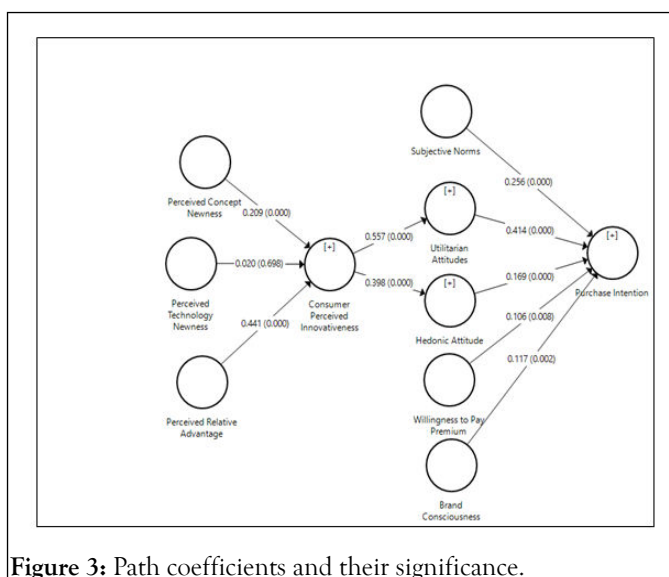 Subjective Norms
Perceived Concept
Newness
0.209 (0.000)
0.256 (0.000)
[+]
Utilitarian
Attitudes
0.557 (0.000)
0.414 (0.000)
[+]
Purchase Intention
[+]
Consumer
Perceived
Innovativeness
0.020 (0.698)
Perceived
Technology
Newness
0.398 (0.000)
[+]
Hedonic Attitude
0.169 (0.000)
0.106 (0.008)
0.441 (0.000)
0.117 (0.002)
Perceived Relative
Advantage
Willingness to Pay
Premium
Brand
Consciousness
Figure 3: Path coefficients and their significance.